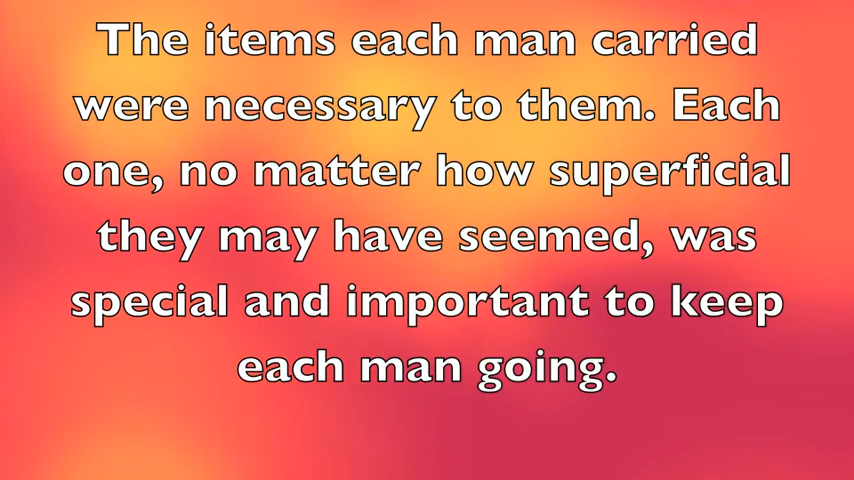 The items each man carried
were necessary to them. Each
one, no matter how superficial
they may have seemed, was
special and important to keep
each man going.